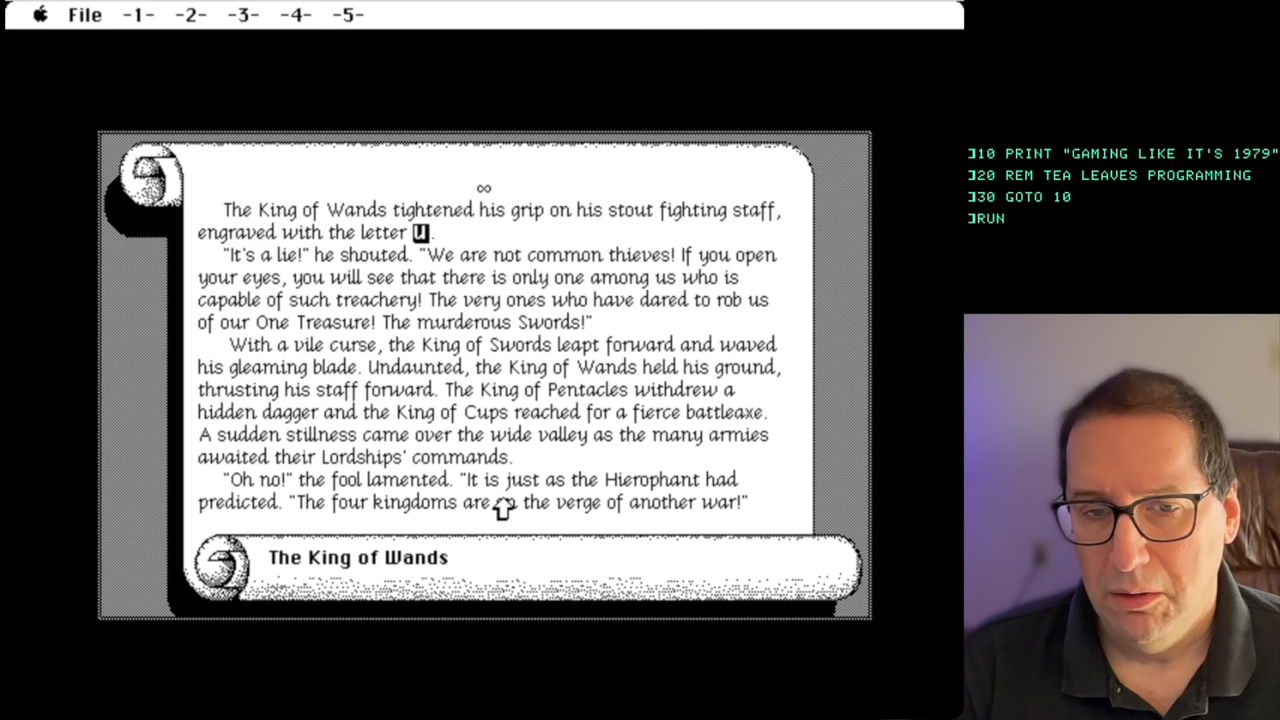 File -1- -2- -3- -4- -5-
∞
The King of Wands tightened his grip on his stout fighting staff,
engraved with the letter u.
"It's a lie!" he shouted. "We are not common thieves! If you open
your eyes, you will see that there is only one among us who is
capable of such treachery! The very ones who have dared to rob us
of our One Treasure! The murderous Swords!"
With a vile curse, the King of Swords leapt forward and waved
his gleaming blade. Undaunted, the King of Wands held his ground,
thrusting his staff forward. The King of Pentacles withdrew a
hidden dagger and the King of Cups reached for a fierce battleaxe.
A sudden stillness came over the wide valley as the many armies
awaited their Lordships' commands.
"Oh no!" the fool lamented. "It is just as the Hierophant had
predicted. "The four kingdoms are the verge of another war!"
The King of Wands
]10 PRINT "GAMING LIKE IT'S 1979"
]20 REM TEA LEAVES PROGRAMMING
]30 GOTO 10
]RUN